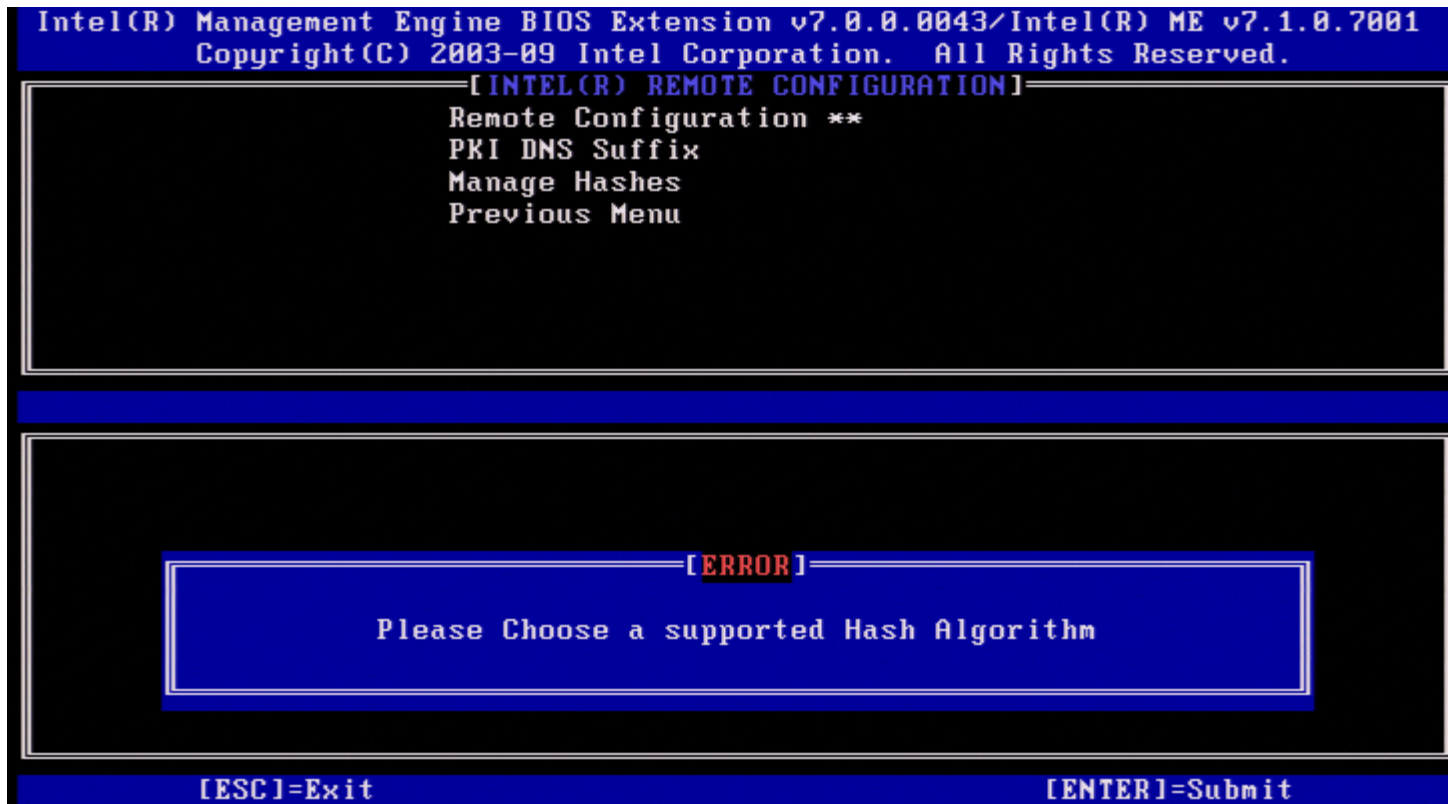 Intel(R) Management Engine BIOS Extension v7.0.0.0043/Intel(R) ME v7.1.0.7001
Copyright(C) 2003-09 Intel Corporation. All Rights Reserved.
[INTEL(R) REMOTE CONFIGURATION]
Remote Configuration **
PKI DNS Suffix
Manage Hashes
Previous Menu
[ERROR]
Please Choose a supported Hash Algorithm
[ESC]=Exit [ENTER]=Submit